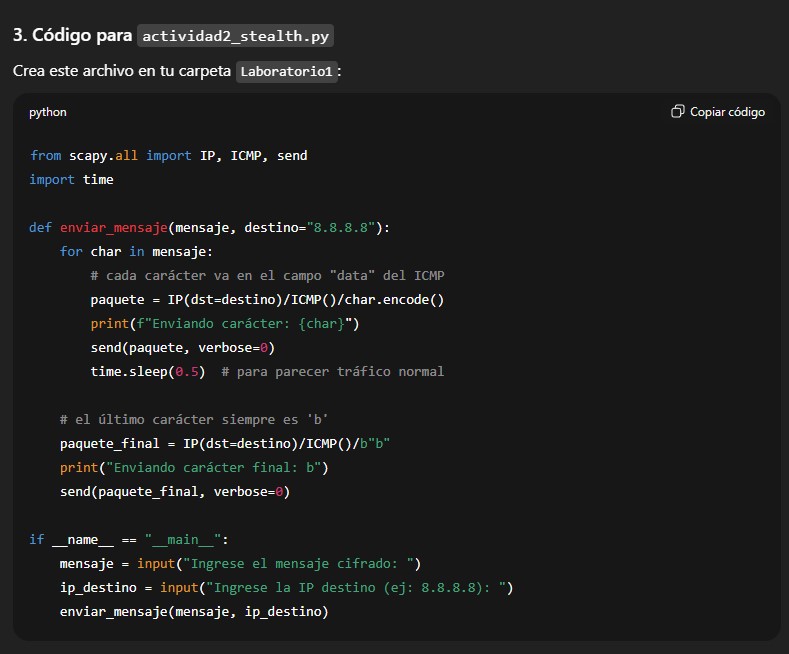 3. Código para actividad2_stealth.py
Crea este archivo en tu carpeta Laboratorio1:
python
Copiar código
from scapy.all import IP, ICMP, send
import time
def enviar_mensaje(mensaje, destino="8.8.8.8"):
    for char in mensaje:
        # cada carácter va en el campo "data" del ICMP
        paquete = IP(dst=destino)/ICMP()/char.encode()
        print(f"Enviando carácter: {char}")
        send(paquete, verbose=0)
        time.sleep(0.5)  # para parecer tráfico normal
    # el último carácter siempre es 'b'
    paquete_final = IP(dst=destino)/ICMP()/b"b"
    print("Enviando carácter final: b")
    send(paquete_final, verbose=0)
if __name__ == "__main__":
    mensaje = input("Ingrese el mensaje cifrado: ")
    ip_destino = input("Ingrese la IP destino (ej: 8.8.8.8): ")
    enviar_mensaje(mensaje, ip_destino)